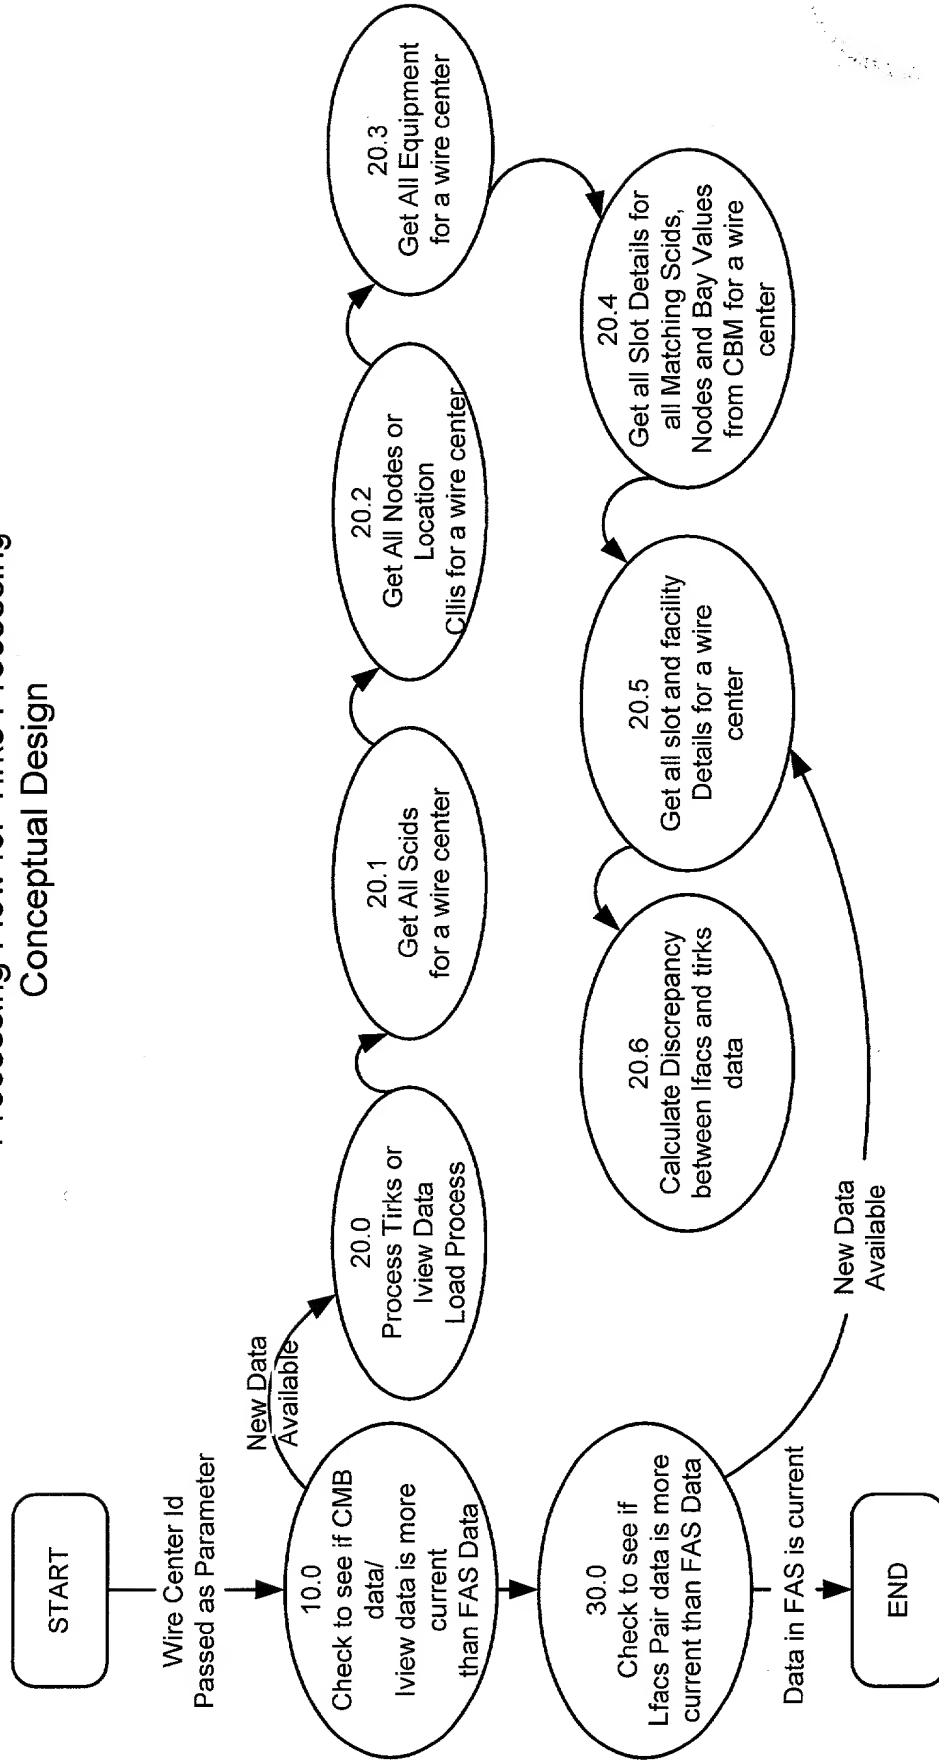 Processing Flow for Tirks Processing
Conceptual Design
START
Wire Center Id
Passed as Parameter
10.0
Check to see if CMB
data/
Iview data is more
current
than FAS Data
New Data
Available
20.0
Process Tirks or
Iview Data
Load Process
20.1
Get All Scids
for a wire center
20.2
Get All Nodes or
Location
Cllis for a wire center
20.3
Get All Equipment
for a wire center
20.4
Get all Slot Details for
all Matching Scids,
Nodes and Bay Values
from CBM for a wire
center
20.5
Get all slot and facility
Details for a wire
center
20.6
Calculate Discrepancy
between lfacs and tirks
data
30.0
Check to see if
Lfacs Pair data is more
current than FAS Data
New Data
Available
Data in FAS is current
END